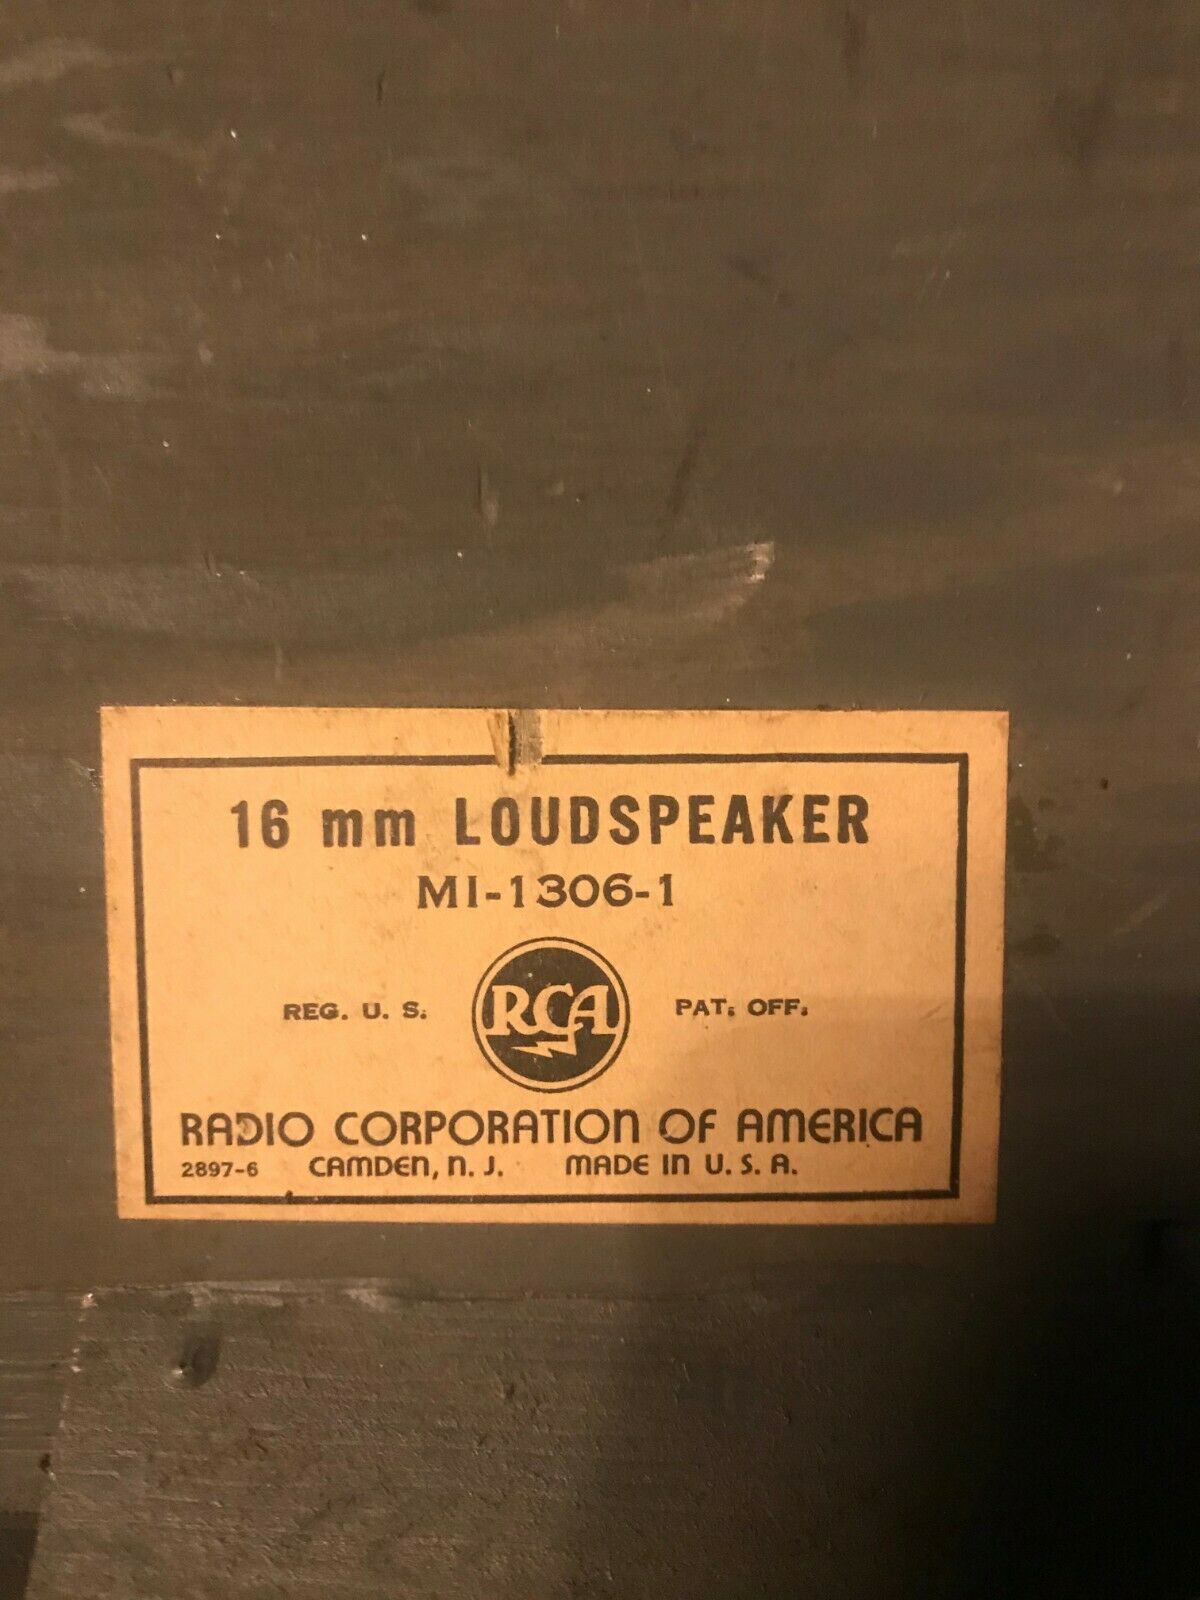 16 mm LOUDSPEAKER
MI-1306-1
REG. U. S. RCA PAT. OFF.
RADIO CORPORATION OF AMERICA
2897-6 CAMDEN, N. J. MADE IN U. S. A.